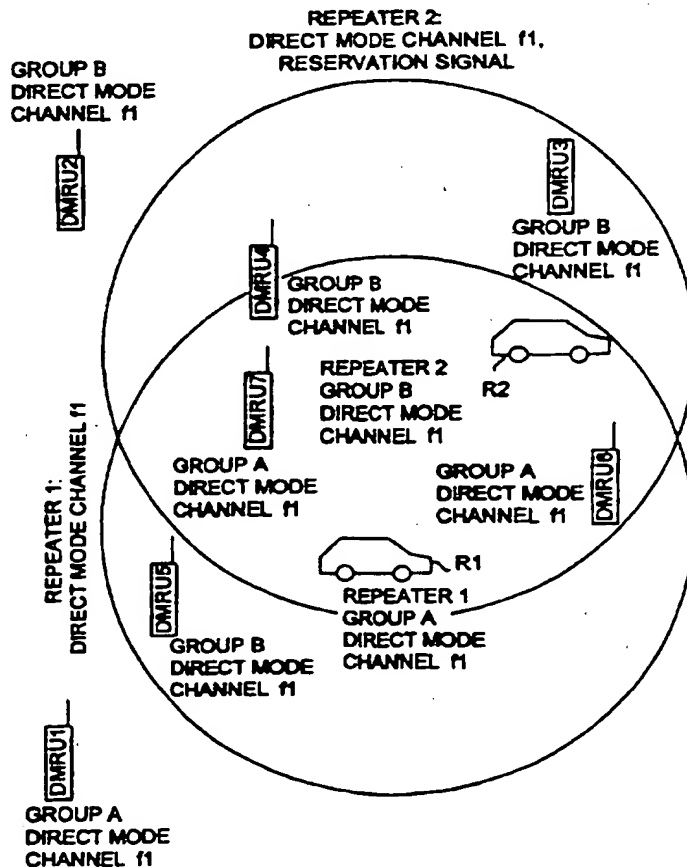 REPEATER 2:
DIRECT MODE CHANNEL f1,
RESERVATION SIGNAL
GROUP B
DIRECT MODE
CHANNEL f1
DMRU2
DMRU3
GROUP B
DIRECT MODE
CHANNEL f1
DMRU4
GROUP B
DIRECT MODE
CHANNEL f1
R2
REPEATER 2
GROUP B
DIRECT MODE
CHANNEL f1
DMRU7
GROUP A
DIRECT MODE
CHANNEL f1
DMRU6
GROUP A
DIRECT MODE
CHANNEL f1
REPEATER 1:
DIRECT MODE CHANNEL f1
R1
REPEATER 1
GROUP A
DIRECT MODE
CHANNEL f1
DMRU5
GROUP B
DIRECT MODE
CHANNEL f1
DMRU1
GROUP A
DIRECT MODE
CHANNEL f1